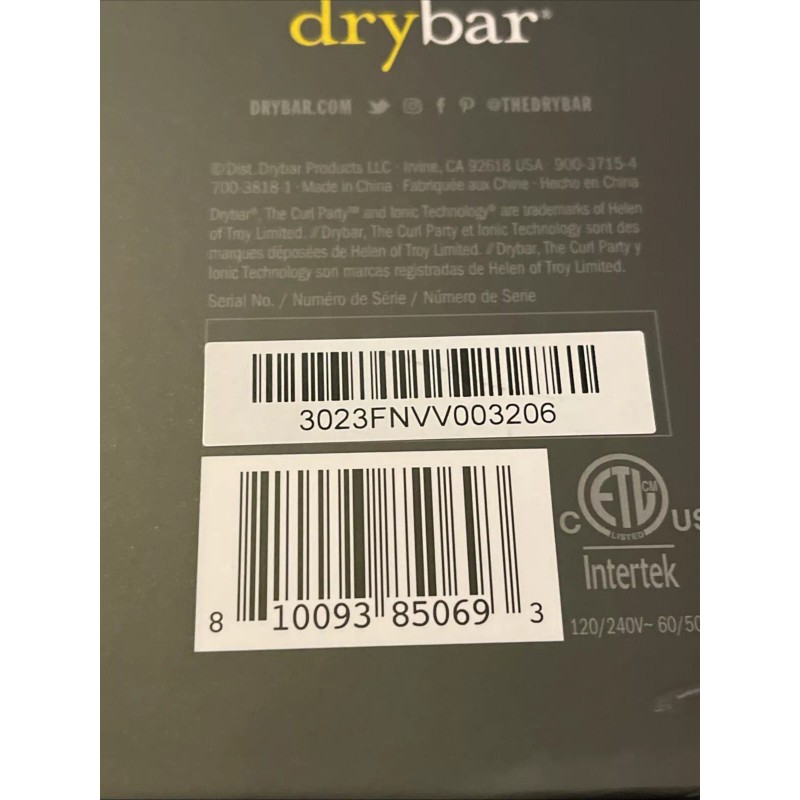 drybar®
DRYBAR.COM @THEDRYBAR
©Dist. Drybar Products LLC · Irvine, CA 92618 USA · 900-3715-4
700-3818-1 · Made in China · Fabriquée aux Chine · Hecho en China
Drybar®, The Curl Party™ and Ionic Technology® are trademarks of Helen
of Troy Limited. //Drybar, The Curl Party et Ionic Technology sont des
marques déposées de Helen of Troy Limited. //Drybar, The Curl Party y
Ionic Technology son marcas registradas de Helen of Troy Limited.
Serial No. / Numéro de Série / Número de Serie
3023FNVV003206
8 10093 85069 3
C ETL CM LISTED US
Intertek
120/240V~ 60/50